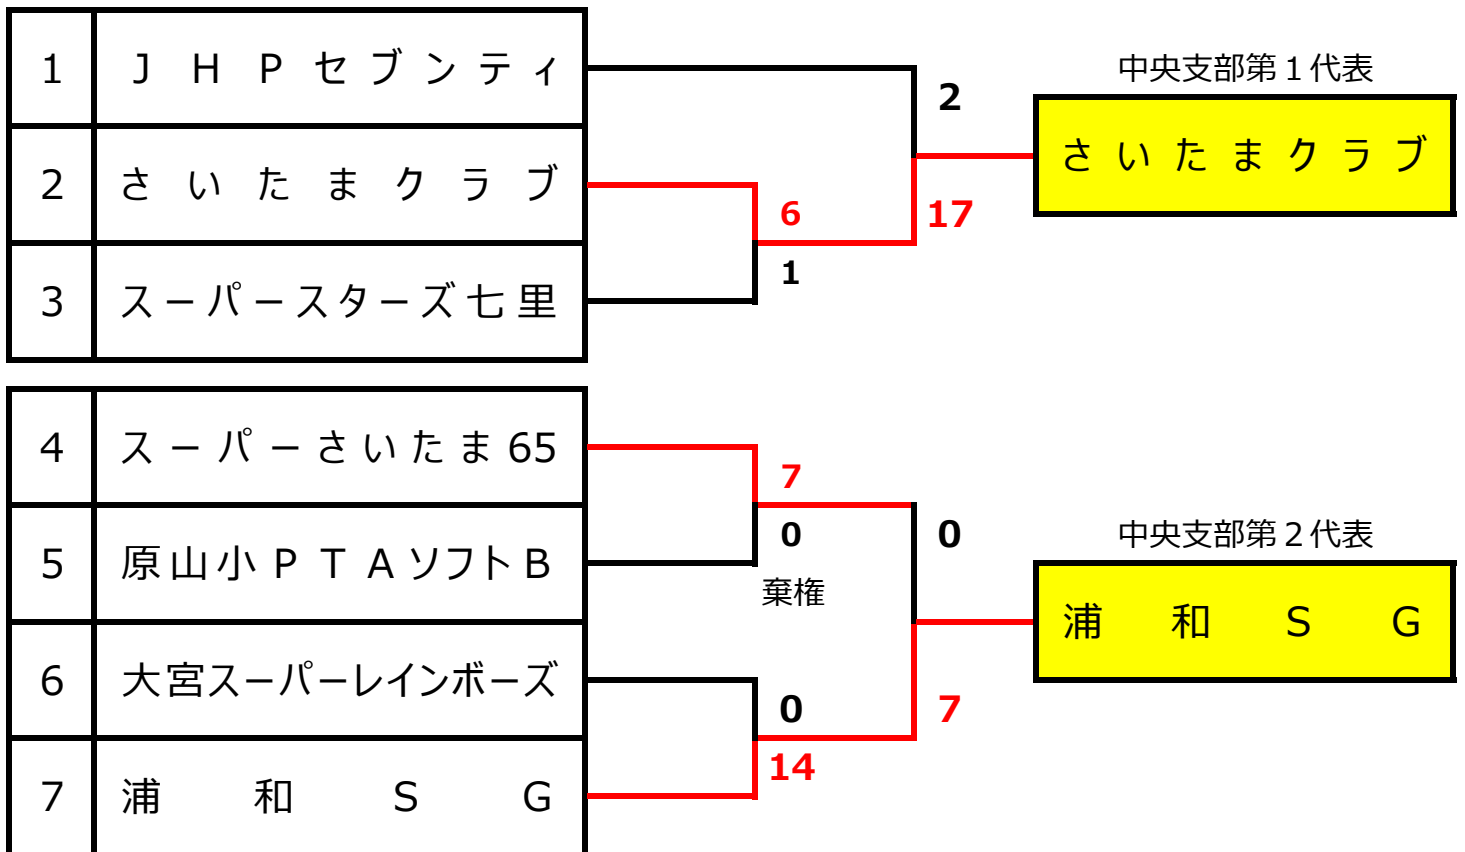 1 JHPセブンティ
2 さいたまクラブ
3 スーパースターズ七里
2
中央支部第1代表
さいたまクラブ
6
17
1
4 スーパーさいたま65
5 原山小PTAソフトB
6 大宮スーパーレインボーズ
7 浦和SG
7
0
棄権
0
中央支部第2代表
浦和SG
0
7
14